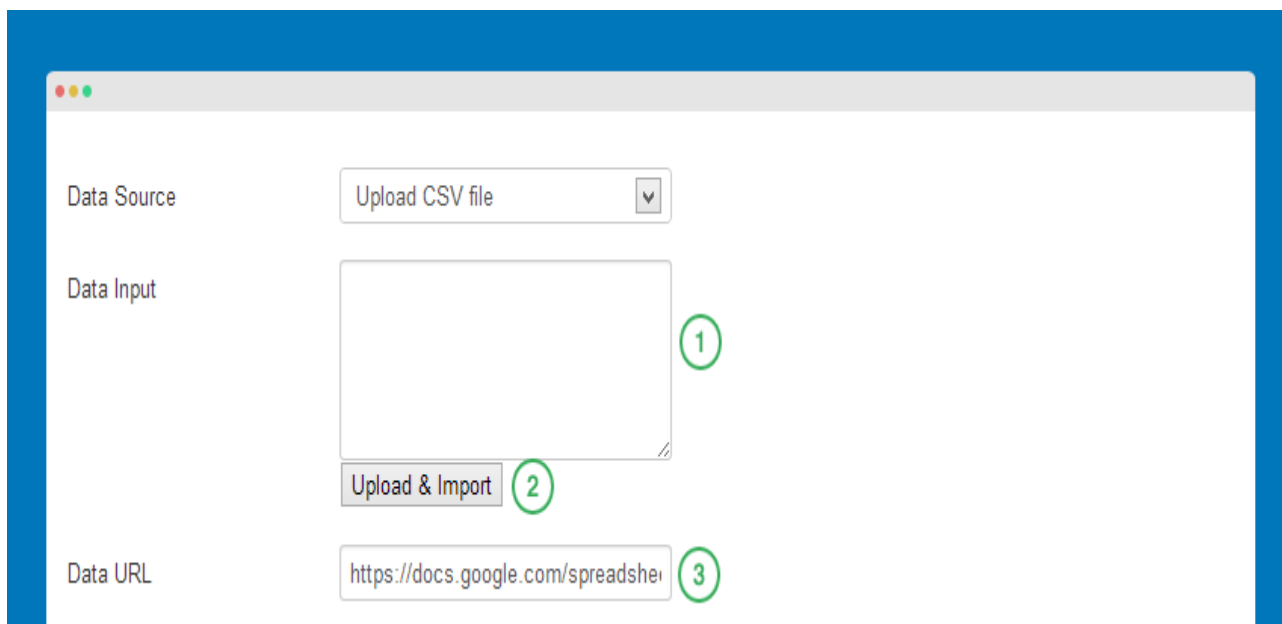 Data Source Upload CSV file
Data Input
1
Upload & Import 2
Data URL https://docs.google.com/spreadshe 3